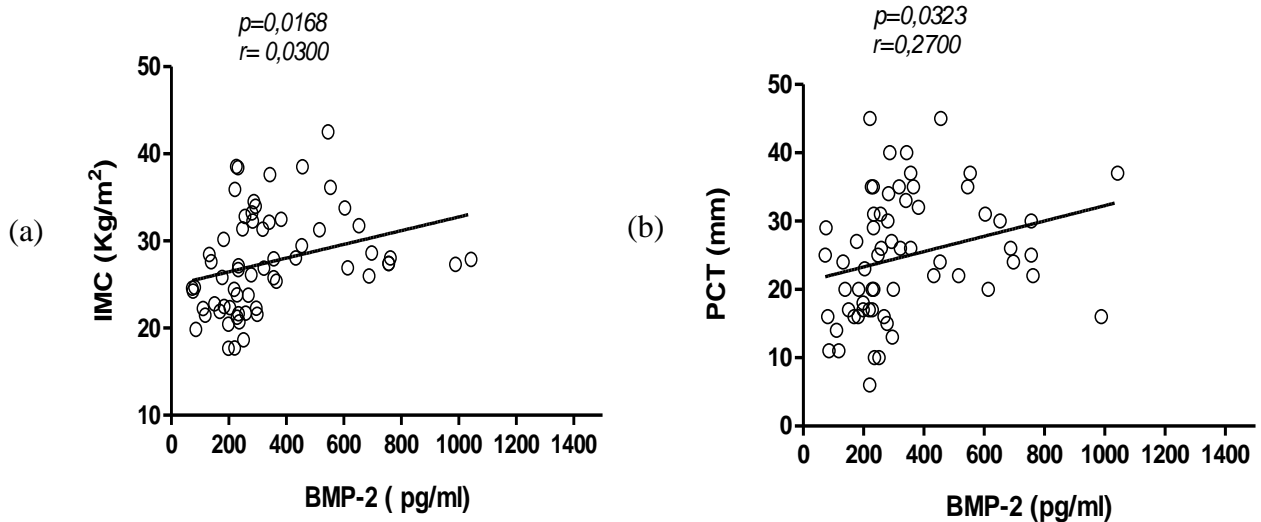 p=0,0168
r= 0,0300
50
40
30
20
10
IMC (Kg/m²)
(a)
0 200 400 600 800 1000 1200 1400
BMP-2 ( pg/ml)
p=0,0323
r=0,2700
50
40
30
20
10
0
PCT (mm)
(b)
0 200 400 600 800 1000 1200 1400
BMP-2 (pg/ml)